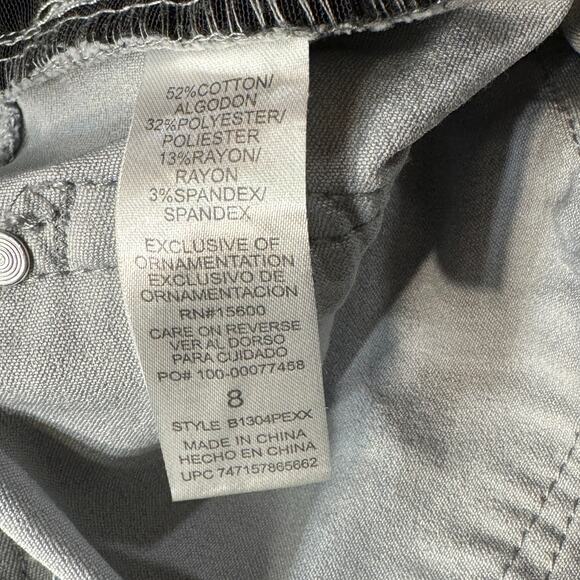 52%COTTON/
ALGODON
32%POLYESTER/
POLIESTER
13%RAYON/
RAYON
3%SPANDEX/
SPANDEX
EXCLUSIVE OF
ORNAMENTATION
EXCLUSIVO DE
ORNAMENTACION
RN#15600
CARE ON REVERSE
VER AL DORSO
PARA CUIDADO
PO# 100-00077458
8
STYLE B1304PEXX
MADE IN CHINA
HECHO EN CHINA
UPC 747157865662